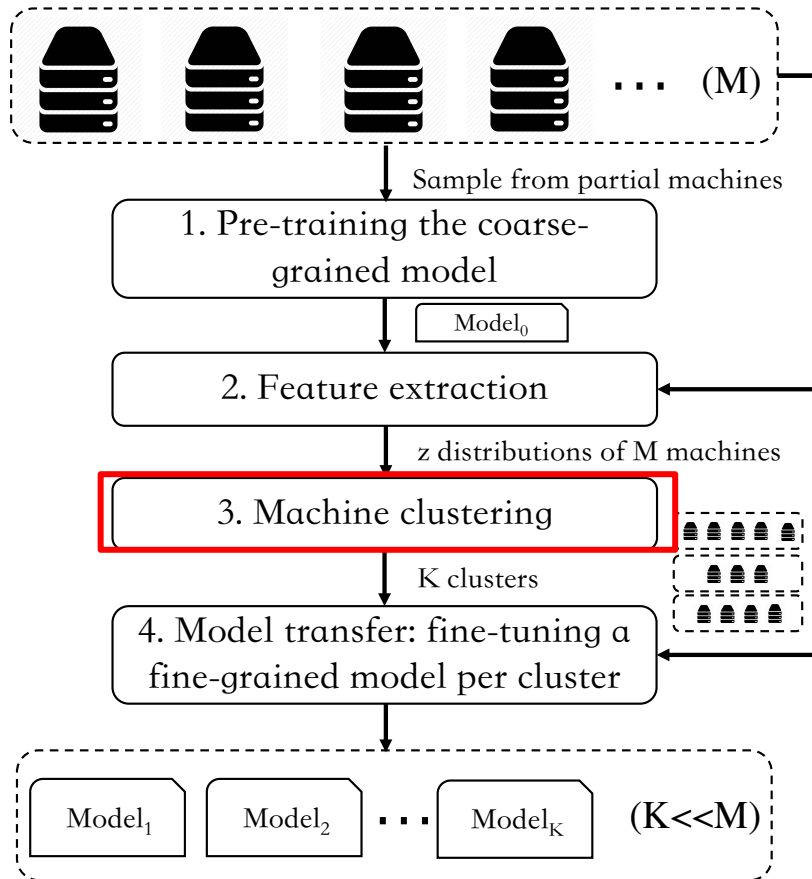 ... (M)
Sample from partial machines
1. Pre-training the coarse-
grained model
Model₀
2. Feature extraction
z distributions of M machines
3. Machine clustering
K clusters
4. Model transfer: fine-tuning a
fine-grained model per cluster
Model₁ Model₂ ... Model_K (K<<M)